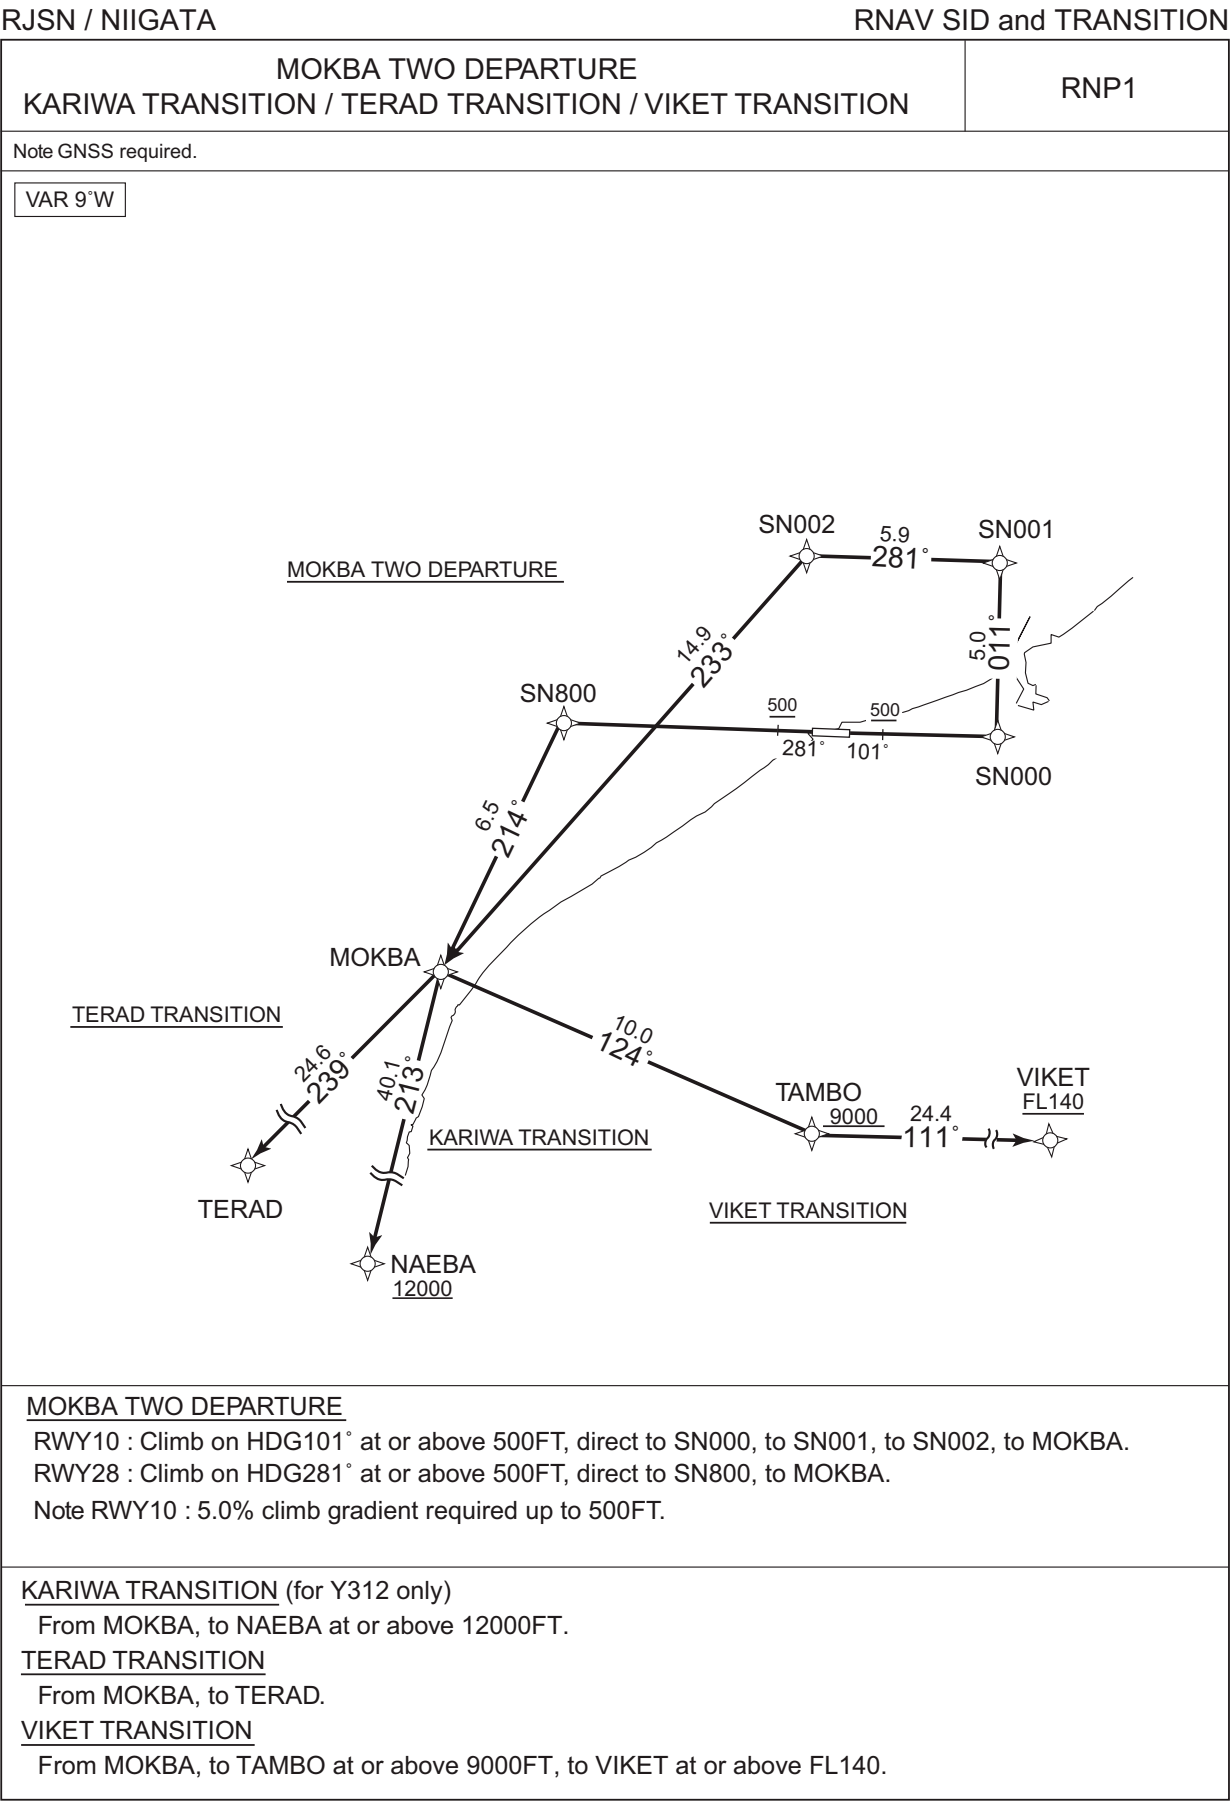 RJSN / NIIGATA
RNAV SID and TRANSITION
MOKBA TWO DEPARTURE
KARIWA TRANSITION / TERAD TRANSITION / VIKET TRANSITION
RNP1
Note GNSS required.
VAR 9˚W
SN002
5.9
281˚
SN001
MOKBA TWO DEPARTURE
14.9
233˚
5.0
011˚
SN800
500
500
281˚
101˚
SN000
6.5
214˚
MOKBA
TERAD TRANSITION
24.6
239˚
40.1
213˚
10.0
124˚
TAMBO
9000
24.4
111˚
VIKET
FL140
KARIWA TRANSITION
TERAD
VIKET TRANSITION
NAEBA
12000
MOKBA TWO DEPARTURE
RWY10 : Climb on HDG101˚ at or above 500FT, direct to SN000, to SN001, to SN002, to MOKBA.
RWY28 : Climb on HDG281˚ at or above 500FT, direct to SN800, to MOKBA.
Note RWY10 : 5.0% climb gradient required up to 500FT.
KARIWA TRANSITION (for Y312 only)
From MOKBA, to NAEBA at or above 12000FT.
TERAD TRANSITION
From MOKBA, to TERAD.
VIKET TRANSITION
From MOKBA, to TAMBO at or above 9000FT, to VIKET at or above FL140.